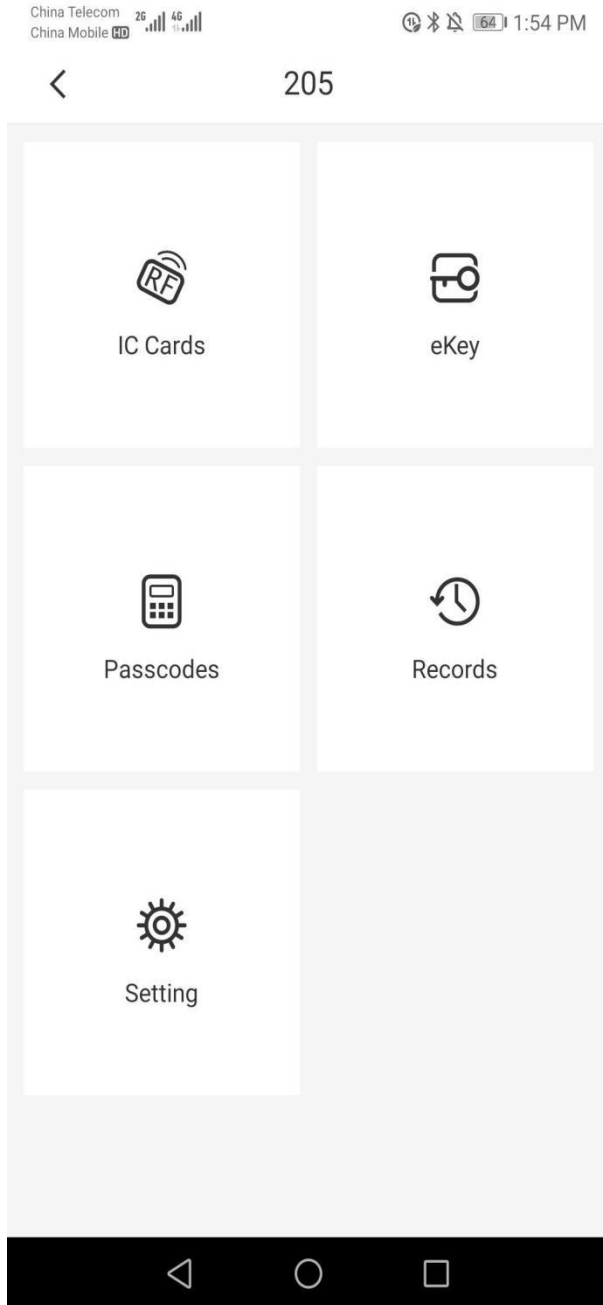 China Telecom 2G 4G
China Mobile HD
64 1:54 PM
205
RF
IC Cards
eKey
Passcodes
Records
Setting